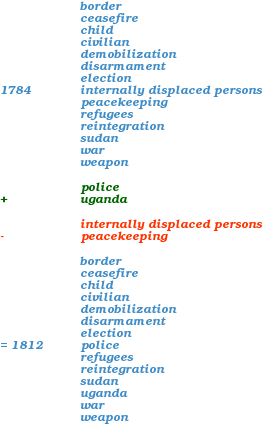 border
ceasefire
child
civilian
demobilization
disarmament
election
1784 internally displaced persons
peacekeeping
refugees
reintegration
sudan
war
weapon
police
+ uganda
internally displaced persons
- peacekeeping
border
ceasefire
child
civilian
demobilization
disarmament
election
= 1812 police
refugees
reintegration
sudan
uganda
war
weapon